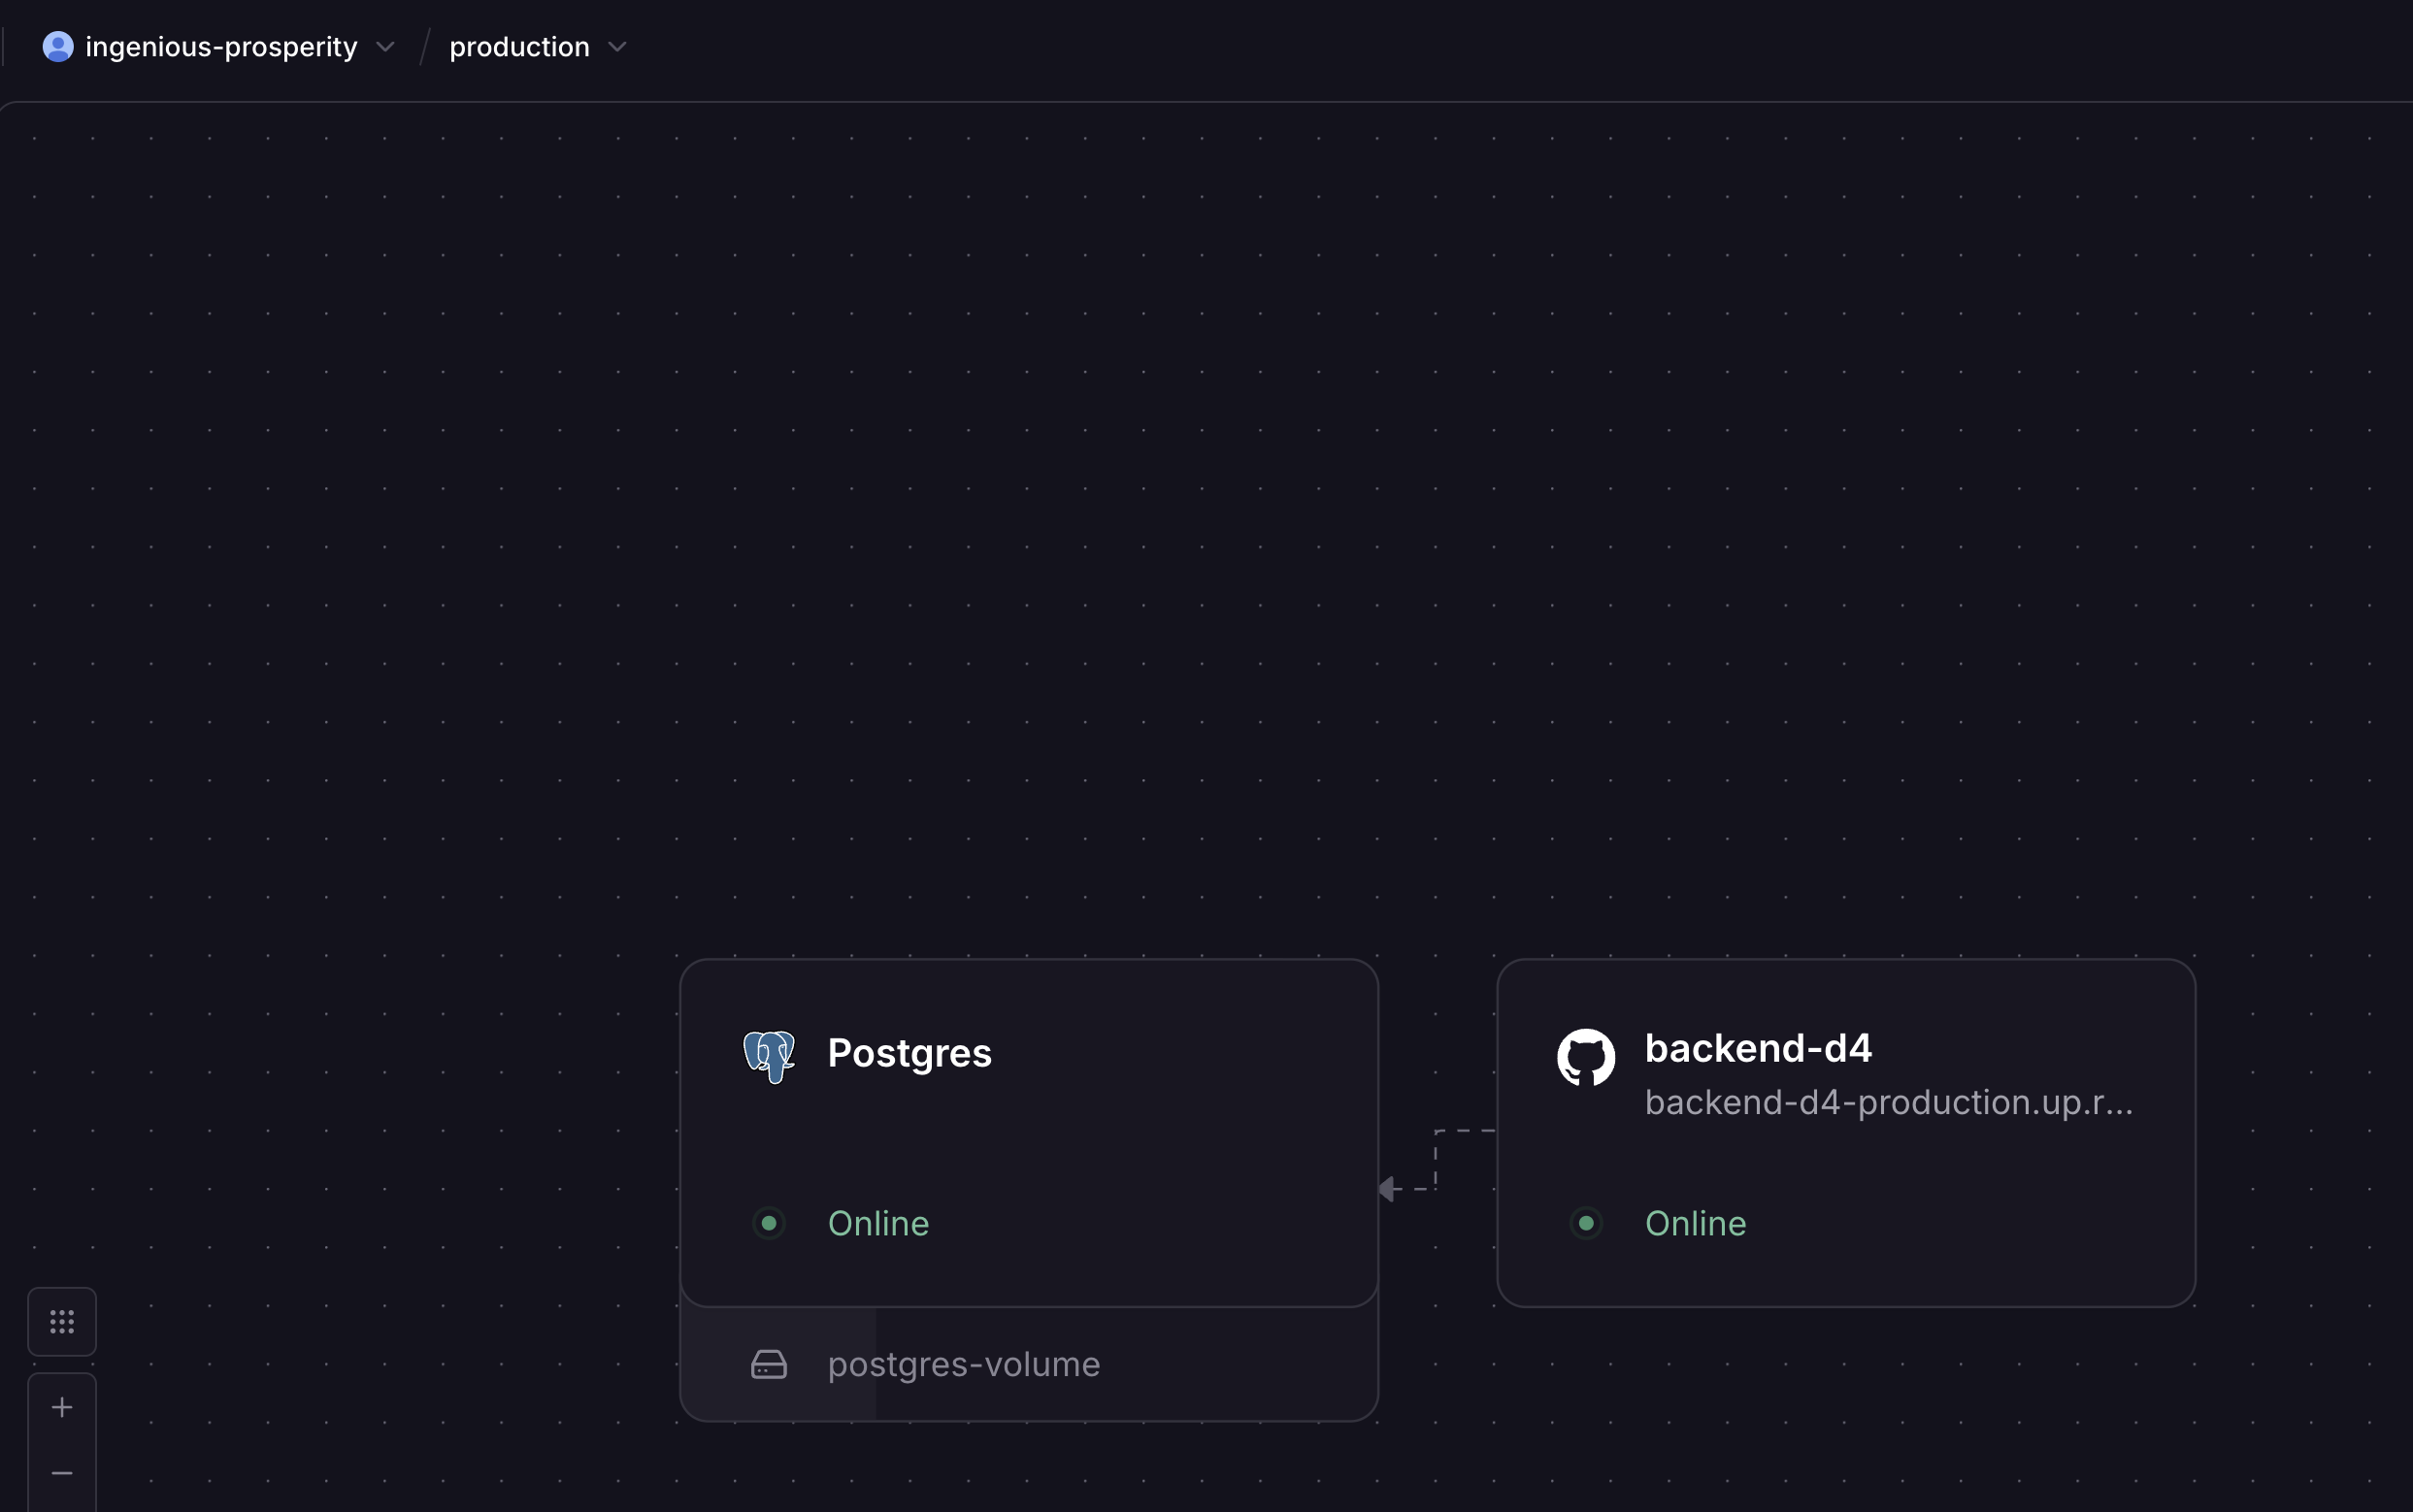 ingenious-prosperity / production
Postgres
Online
postgres-volume
backend-d4
backend-d4-production.up.r...
Online